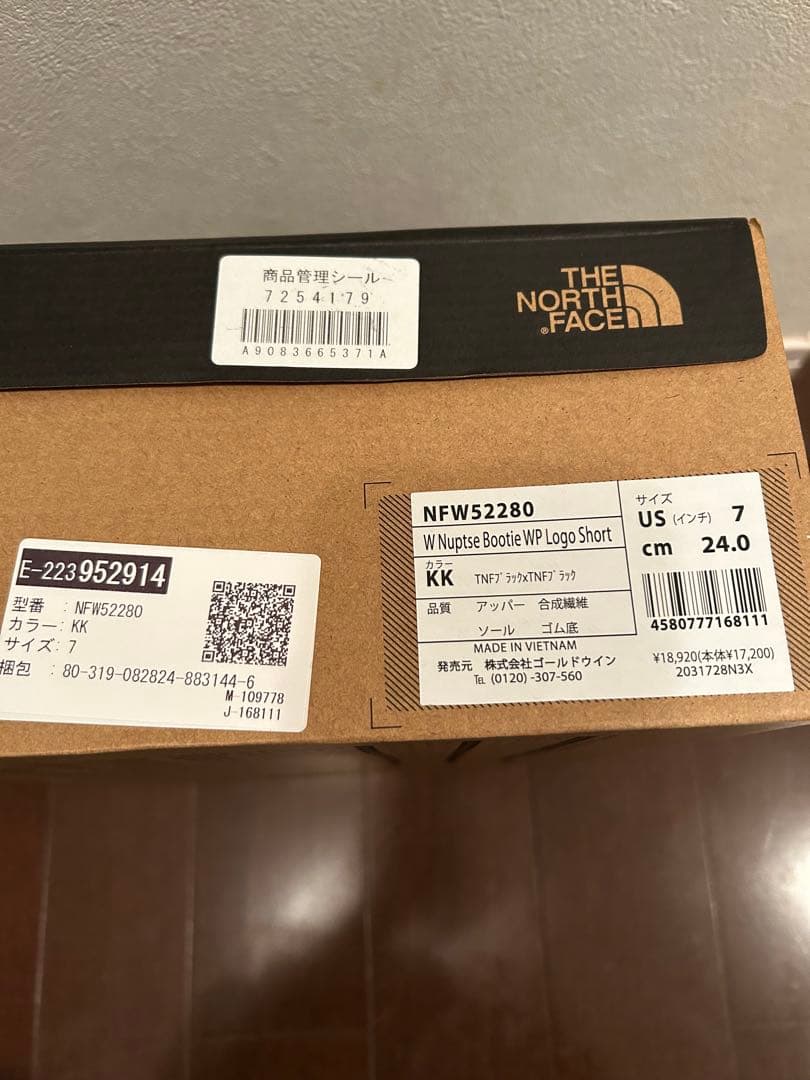 商品管理シール
7254179
A9083665371A
THE
NORTH
FACE
NFW52280
W Nuptse Bootie WP Logo Short
カラー
KK TNFﾌﾞﾗｯｸxTNFﾌﾞﾗｯｸ
品質 アッパー 合成繊維
ソール ゴム底
MADE IN VIETNAM
発売元 株式会社ゴールドウイン
TEL (0120) -307-560
サイズ
US (インチ) 7
cm 24.0
4580777168111
¥18,920(本体¥17,200)
2031728N3X
E-223952914
型番 : NFW52280
カラー: KK
サイズ: 7
梱包 : 80-319-082824-883144-6
M-109778
J-168111